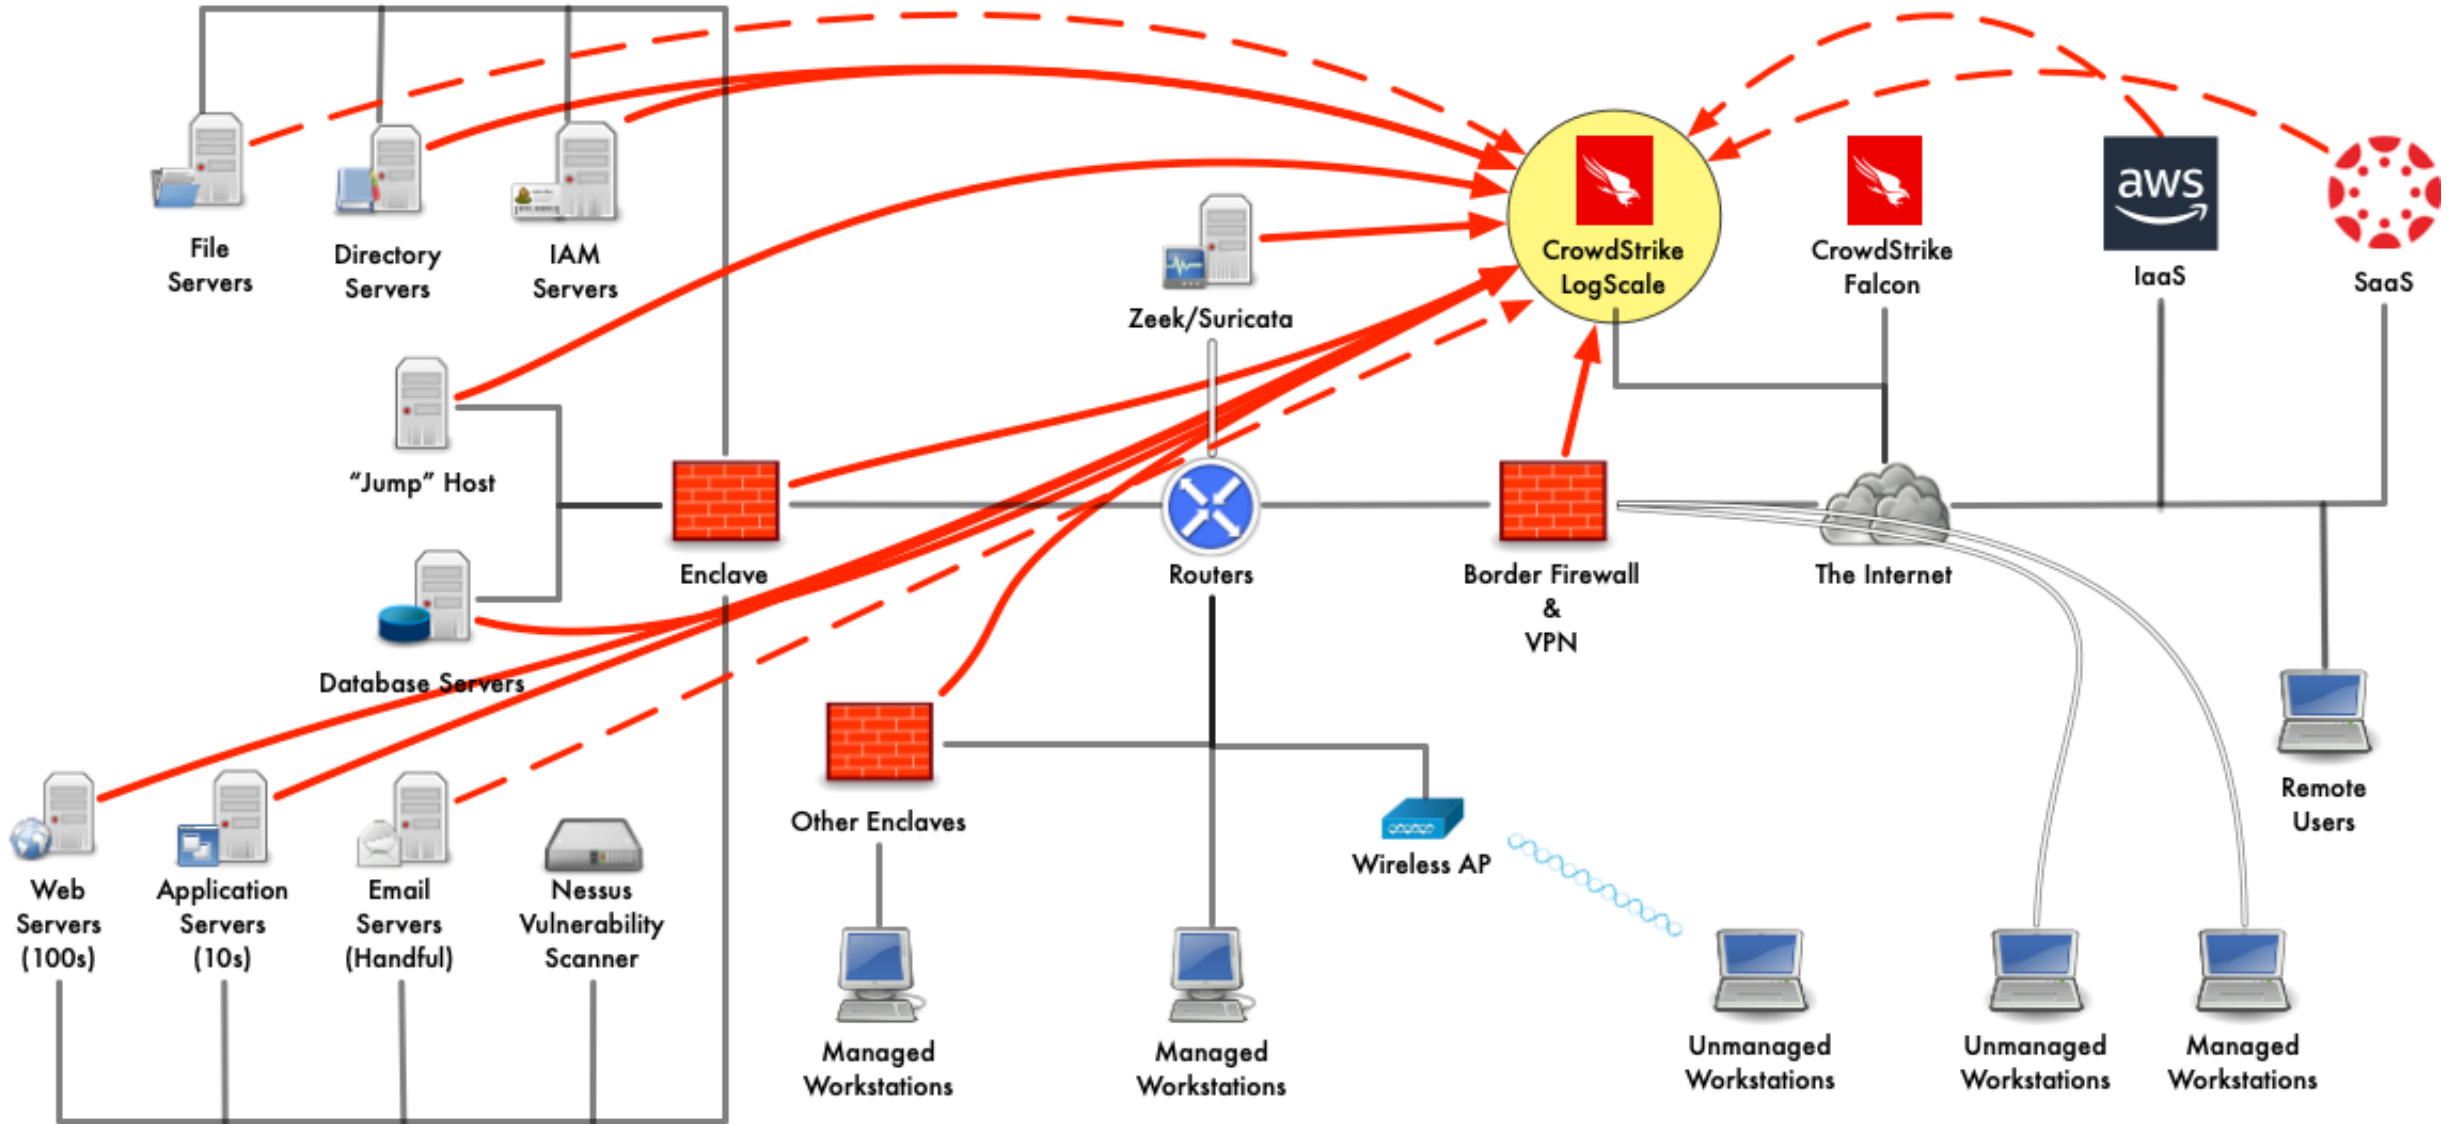 File
Servers
Directory
Servers
IAM
Servers
Zeek/Suricata
CrowdStrike
LogScale
CrowdStrike
Falcon
aws
IaaS
SaaS
“Jump” Host
Enclave
Routers
Border Firewall
&
VPN
The Internet
Database Servers
Other Enclaves
Wireless AP
Remote
Users
Web
Servers
(100s)
Application
Servers
(10s)
Email
Servers
(Handful)
Nessus
Vulnerability
Scanner
Managed
Workstations
Managed
Workstations
Unmanaged
Workstations
Unmanaged
Workstations
Managed
Workstations